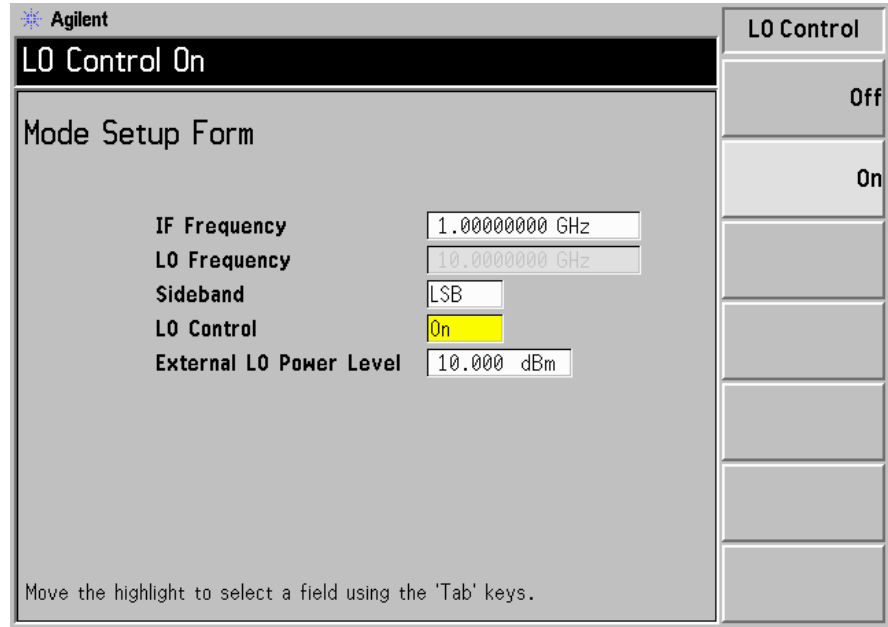 Agilent
LO Control
LO Control On
Off
Mode Setup Form
On
IF Frequency 1.00000000 GHz
LO Frequency 10.0000000 GHz
Sideband LSB
LO Control On
External LO Power Level 10.000 dBm
Move the highlight to select a field using the 'Tab' keys.